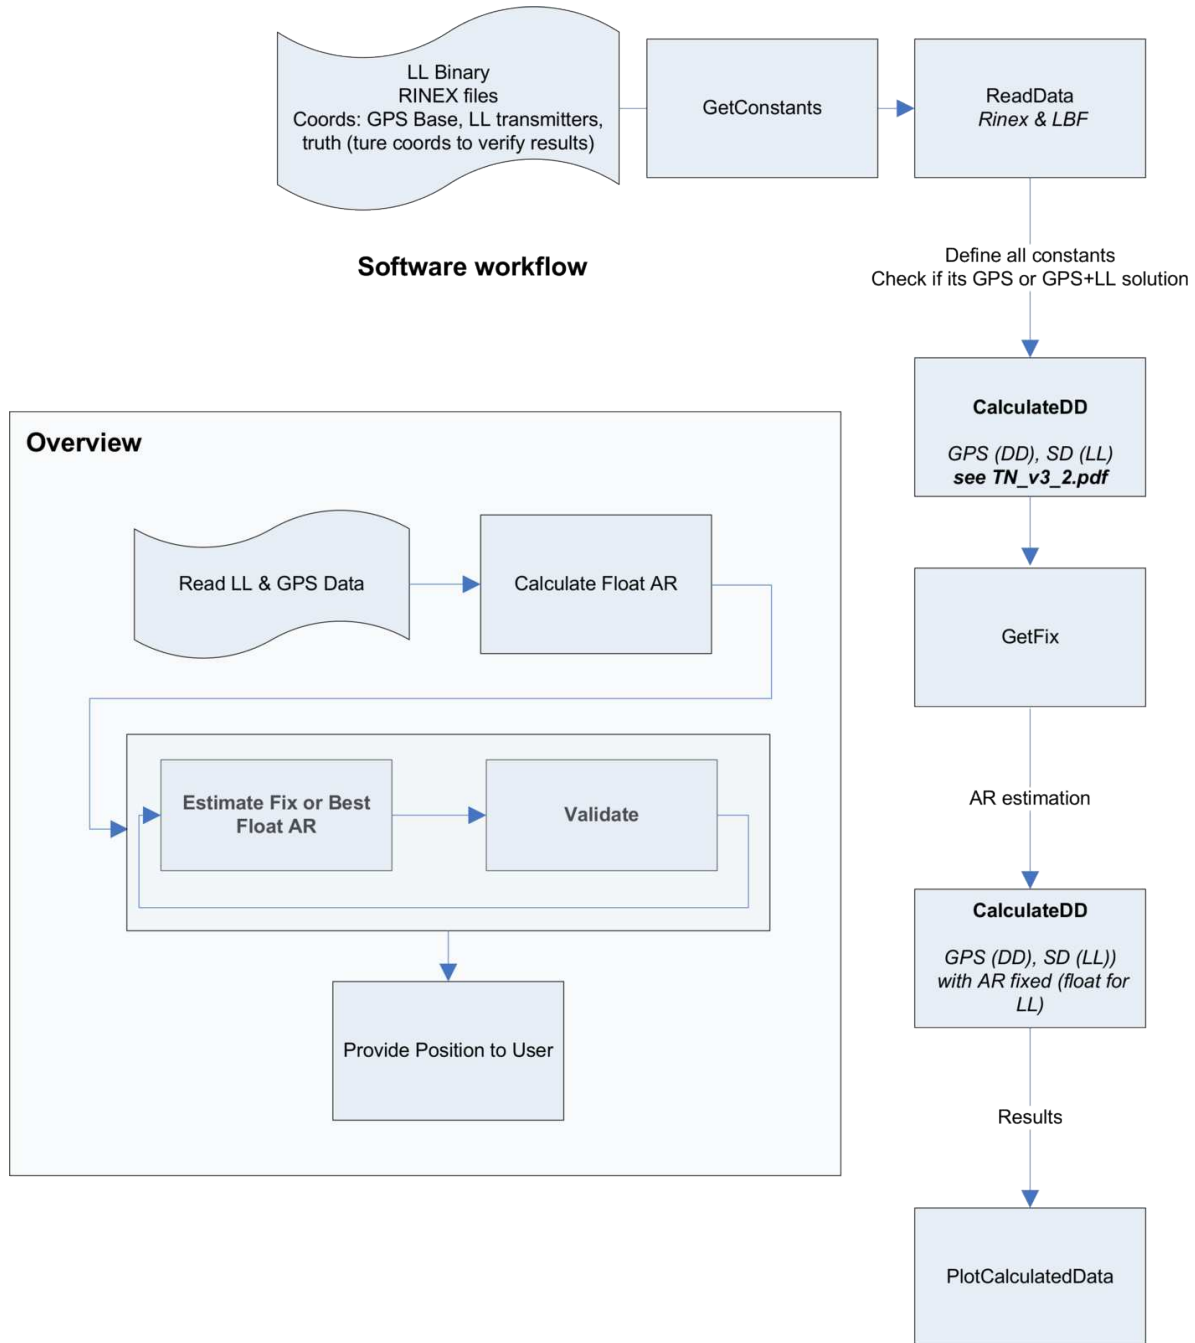 LL Binary
RINEX files
Coords: GPS Base, LL transmitters,
truth (ture coords to verify results)
GetConstants
ReadData
Rinex & LBF
Software workflow
Define all constants
Check if its GPS or GPS+LL solution
CalculateDD
GPS (DD), SD (LL)
see TN_v3_2.pdf
GetFix
AR estimation
CalculateDD
GPS (DD), SD (LL))
with AR fixed (float for
LL)
Results
PlotCalculatedData
Overview
Read LL & GPS Data
Calculate Float AR
Estimate Fix or Best
Float AR
Validate
Provide Position to User